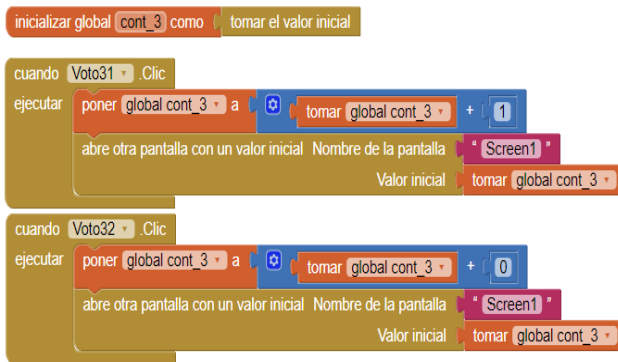 inicializar global cont_3 como tomar el valor inicial
cuando Voto31 .Clic
ejecutar poner global cont_3 a tomar global cont_3 + 1
abre otra pantalla con un valor inicial Nombre de la pantalla " Screen1 "
Valor inicial tomar global cont_3
cuando Voto32 .Clic
ejecutar poner global cont_3 a tomar global cont_3 + 0
abre otra pantalla con un valor inicial Nombre de la pantalla " Screen1 "
Valor inicial tomar global cont_3